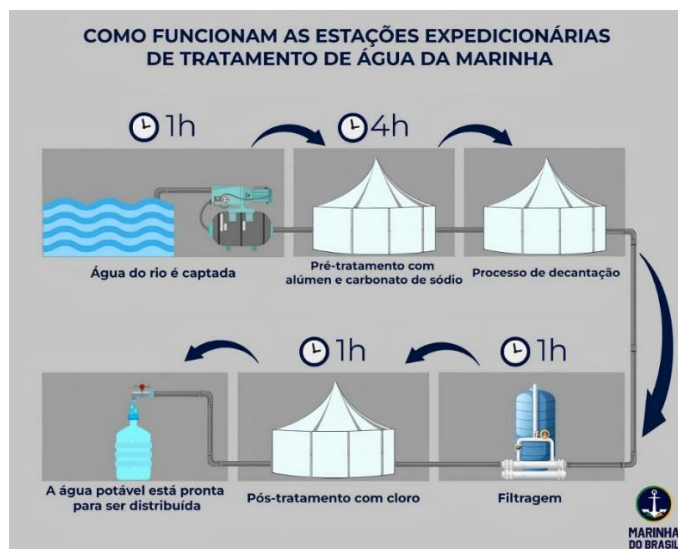 COMO FUNCIONAM AS ESTAÇÕES EXPEDICIONÁRIAS
DE TRATAMENTO DE ÁGUA DA MARINHA
1h
4h
Água do rio é captada
Pré-tratamento com
alúmen e carbonato de sódio
Processo de decantação
1h
1h
A água potável está pronta
para ser distribuída
Pós-tratamento com cloro
Filtragem
MARINHA
DO BRASIL